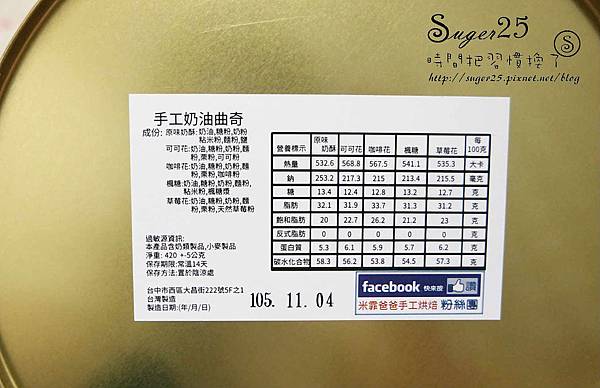 Suger25
時間把習慣換了
S
http://suger25.pixnet.net/blog
手工奶油曲奇
成份: 原味奶酥:奶油,糖粉,奶粉
粘米粉,麵粉,鹽
可可花:奶油,糖粉,奶粉,麵
粉,栗粉,可可粉
咖啡花:奶油,糖粉,奶粉,麵
粉,栗粉,咖啡粉
楓糖:奶油,糖粉,奶粉,麵粉,
粘米粉,楓糖漿
草莓花:奶油,糖粉,奶粉,麵
粉,栗粉,天然草莓粉
過敏源資訊:
本產品含奶類製品,小麥製品
淨重: 420 +-5公克
保存期限:常溫14天
保存方法:置於陰涼處
台中市西區大昌街222號5F之1
台灣製造
製造日期:(年/月/日)
105. 11. 04
營養標示 原味奶酥 可可花 咖啡花 楓糖 草莓花 每100克
熱量 532.6 568.8 567.5 541.1 535.3 大卡
鈉 253.2 217.3 215 213.4 215.5 毫克
糖 13.4 12.4 12.8 13.2 12.7 克
脂肪 32.1 31.9 33.7 31.3 31.2 克
飽和脂肪 20 22.7 26.2 21.2 23 克
反式脂肪 0 0 0 0 0 克
蛋白質 5.3 6.1 5.9 5.7 6.2 克
碳水化合物 58.3 56.2 53.8 54.5 57.3 克
facebook 快來按 讚
米霏爸爸手工烘焙 粉絲團